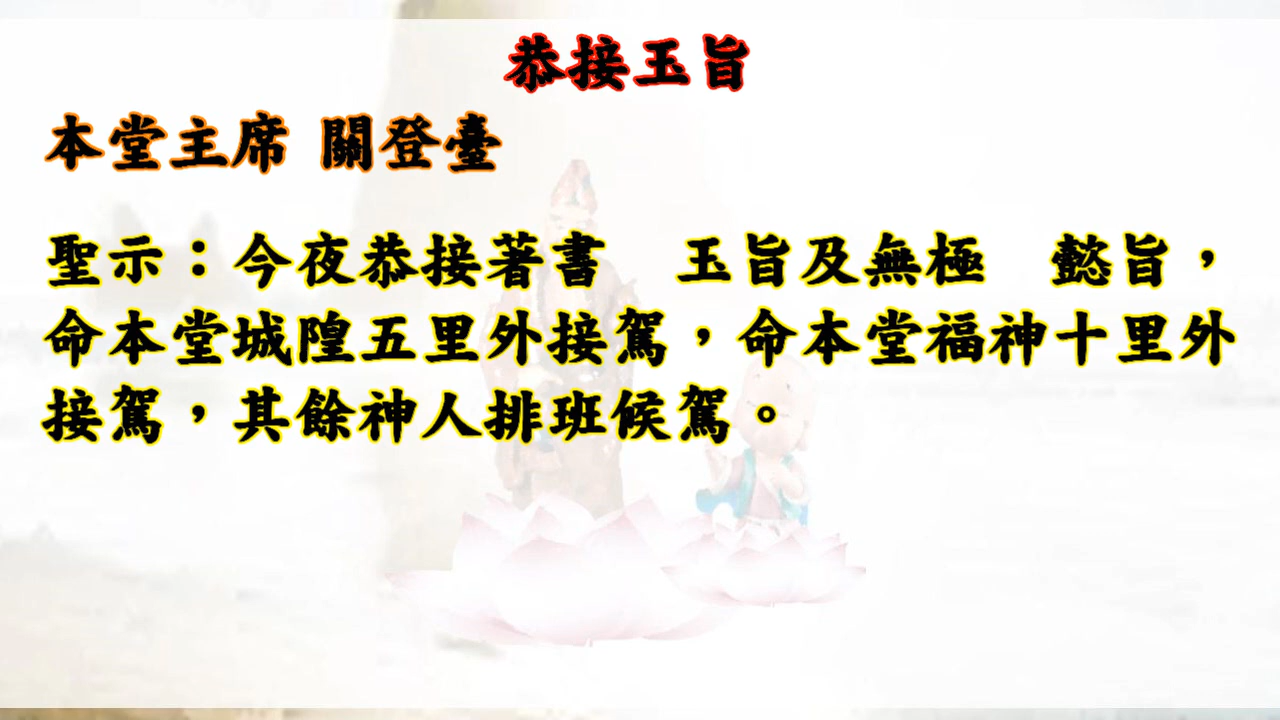 恭接玉旨
本堂主席 關登臺
聖示：今夜恭接著書　玉旨及無極　懿旨，
命本堂城隍五里外接駕，命本堂福神十里外
接駕，其餘神人排班候駕。